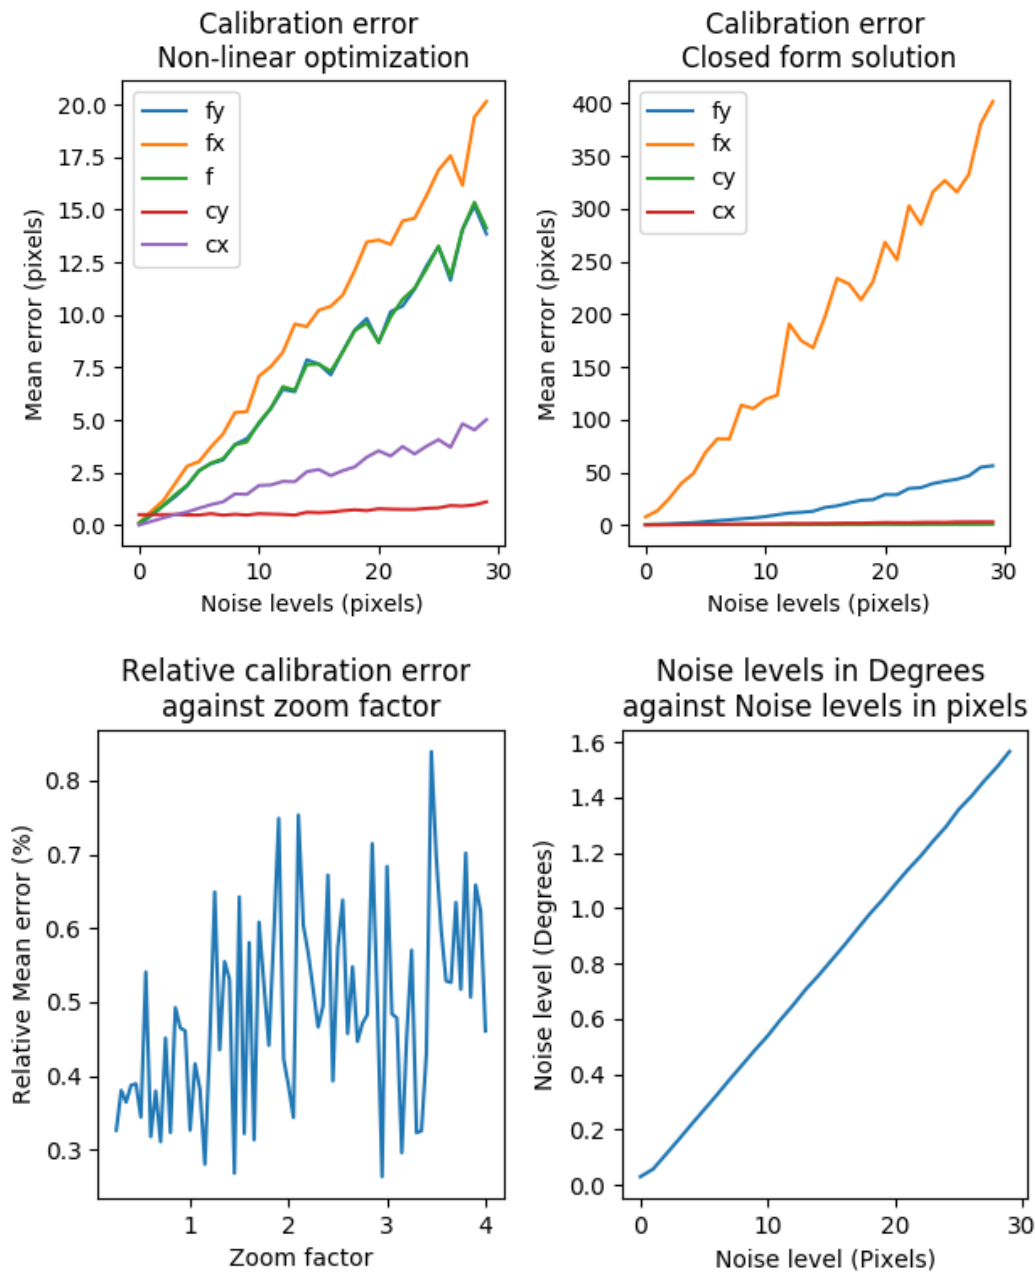 Calibration error
Non-linear optimization
20.0
17.5
15.0
12.5
10.0
7.5
5.0
2.5
0.0
Mean error (pixels)
fy
fx
f
cy
cx
0 10 20 30
Noise levels (pixels)
Calibration error
Closed form solution
400
350
300
250
200
150
100
50
0
Mean error (pixels)
fy
fx
cy
cx
0 10 20 30
Noise levels (pixels)
Relative calibration error
against zoom factor
0.8
0.7
0.6
0.5
0.4
0.3
Relative Mean error (%)
1 2 3 4
Zoom factor
Noise levels in Degrees
against Noise levels in pixels
1.6
1.4
1.2
1.0
0.8
0.6
0.4
0.2
0.0
Noise level (Degrees)
0 10 20 30
Noise level (Pixels)